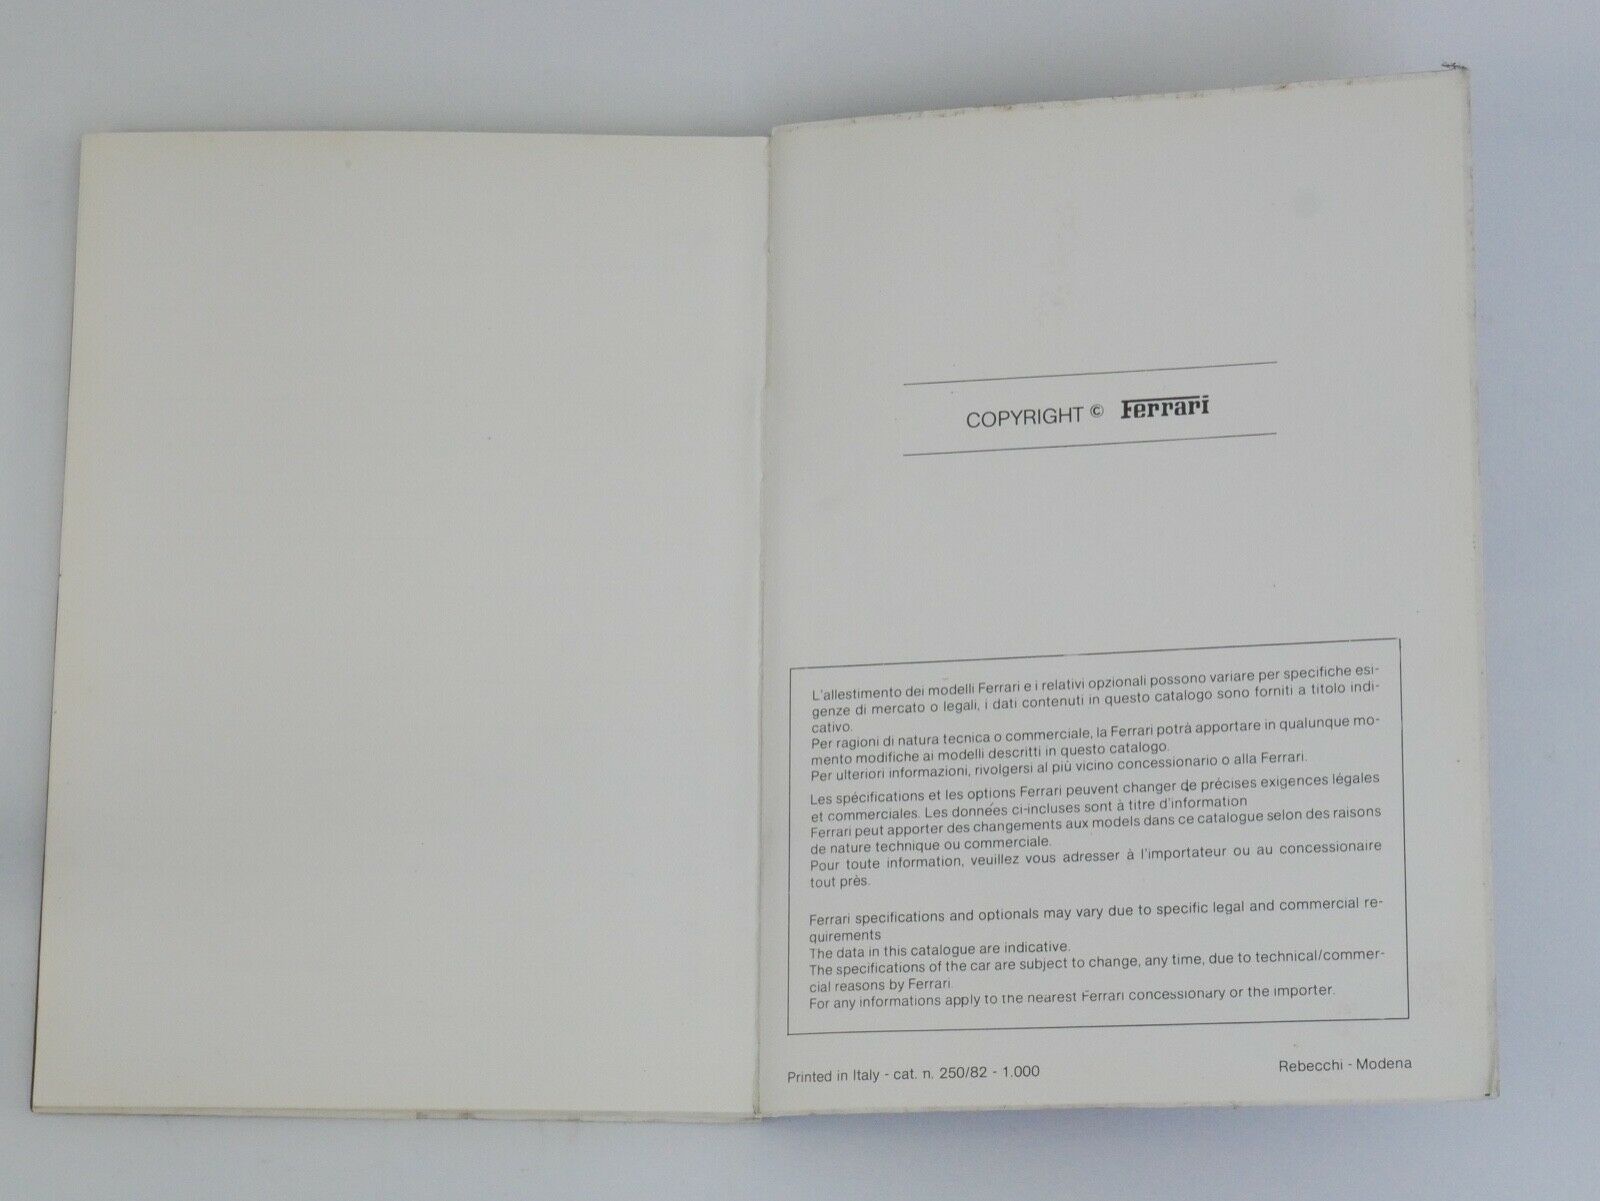 COPYRIGHT © Ferrari
L'allestimento dei modelli Ferrari e i relativi opzionali possono variare per specifiche esi-
genze di mercato o legali, i dati contenuti in questo catalogo sono forniti a titolo indi-
cativo.
Per ragioni di natura tecnica o commerciale, la Ferrari potrà apportare in qualunque mo-
mento modifiche ai modelli descritti in questo catalogo.
Per ulteriori informazioni, rivolgersi al più vicino concessionario o alla Ferrari.
Les spécifications et les options Ferrari peuvent changer de précises exigences légales
et commerciales. Les données ci-incluses sont à titre d'information
Ferrari peut apporter des changements aux models dans ce catalogue selon des raisons
de nature technique ou commerciale.
Pour toute information, veuillez vous adresser à l'importateur ou au concessionaire
tout près.
Ferrari specifications and optionals may vary due to specific legal and commercial re-
quirements
The data in this catalogue are indicative.
The specifications of the car are subject to change, any time, due to technical/commer-
cial reasons by Ferrari.
For any informations apply to the nearest Ferrari concessionary or the importer.
Printed in Italy - cat. n. 250/82 - 1.000
Rebecchi - Modena